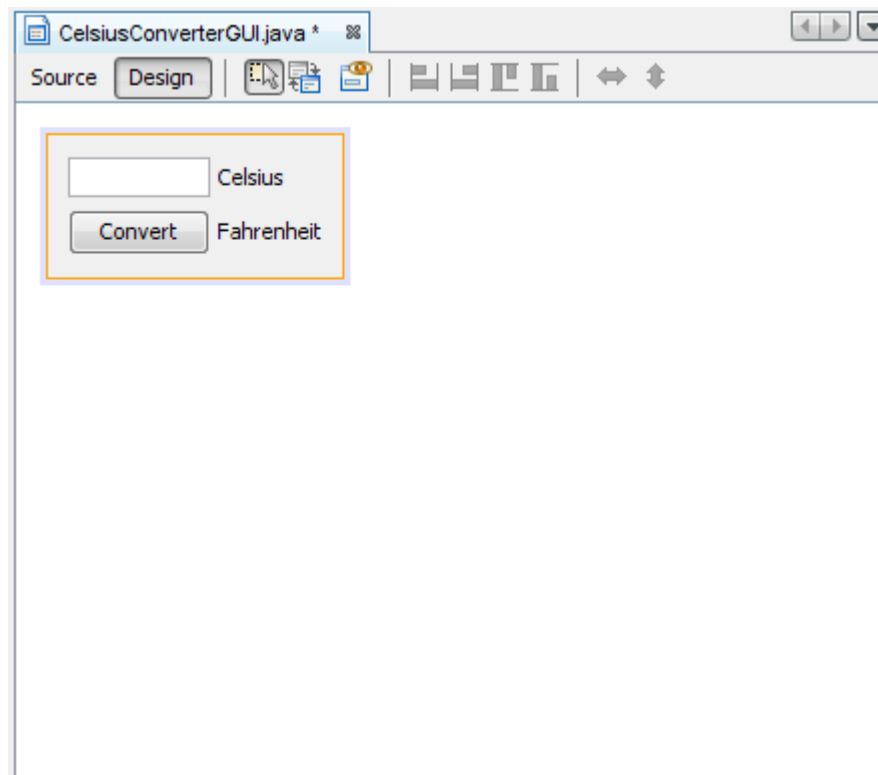 CelsiusConverterGUI.java *
Source Design
Celsius
Convert Fahrenheit